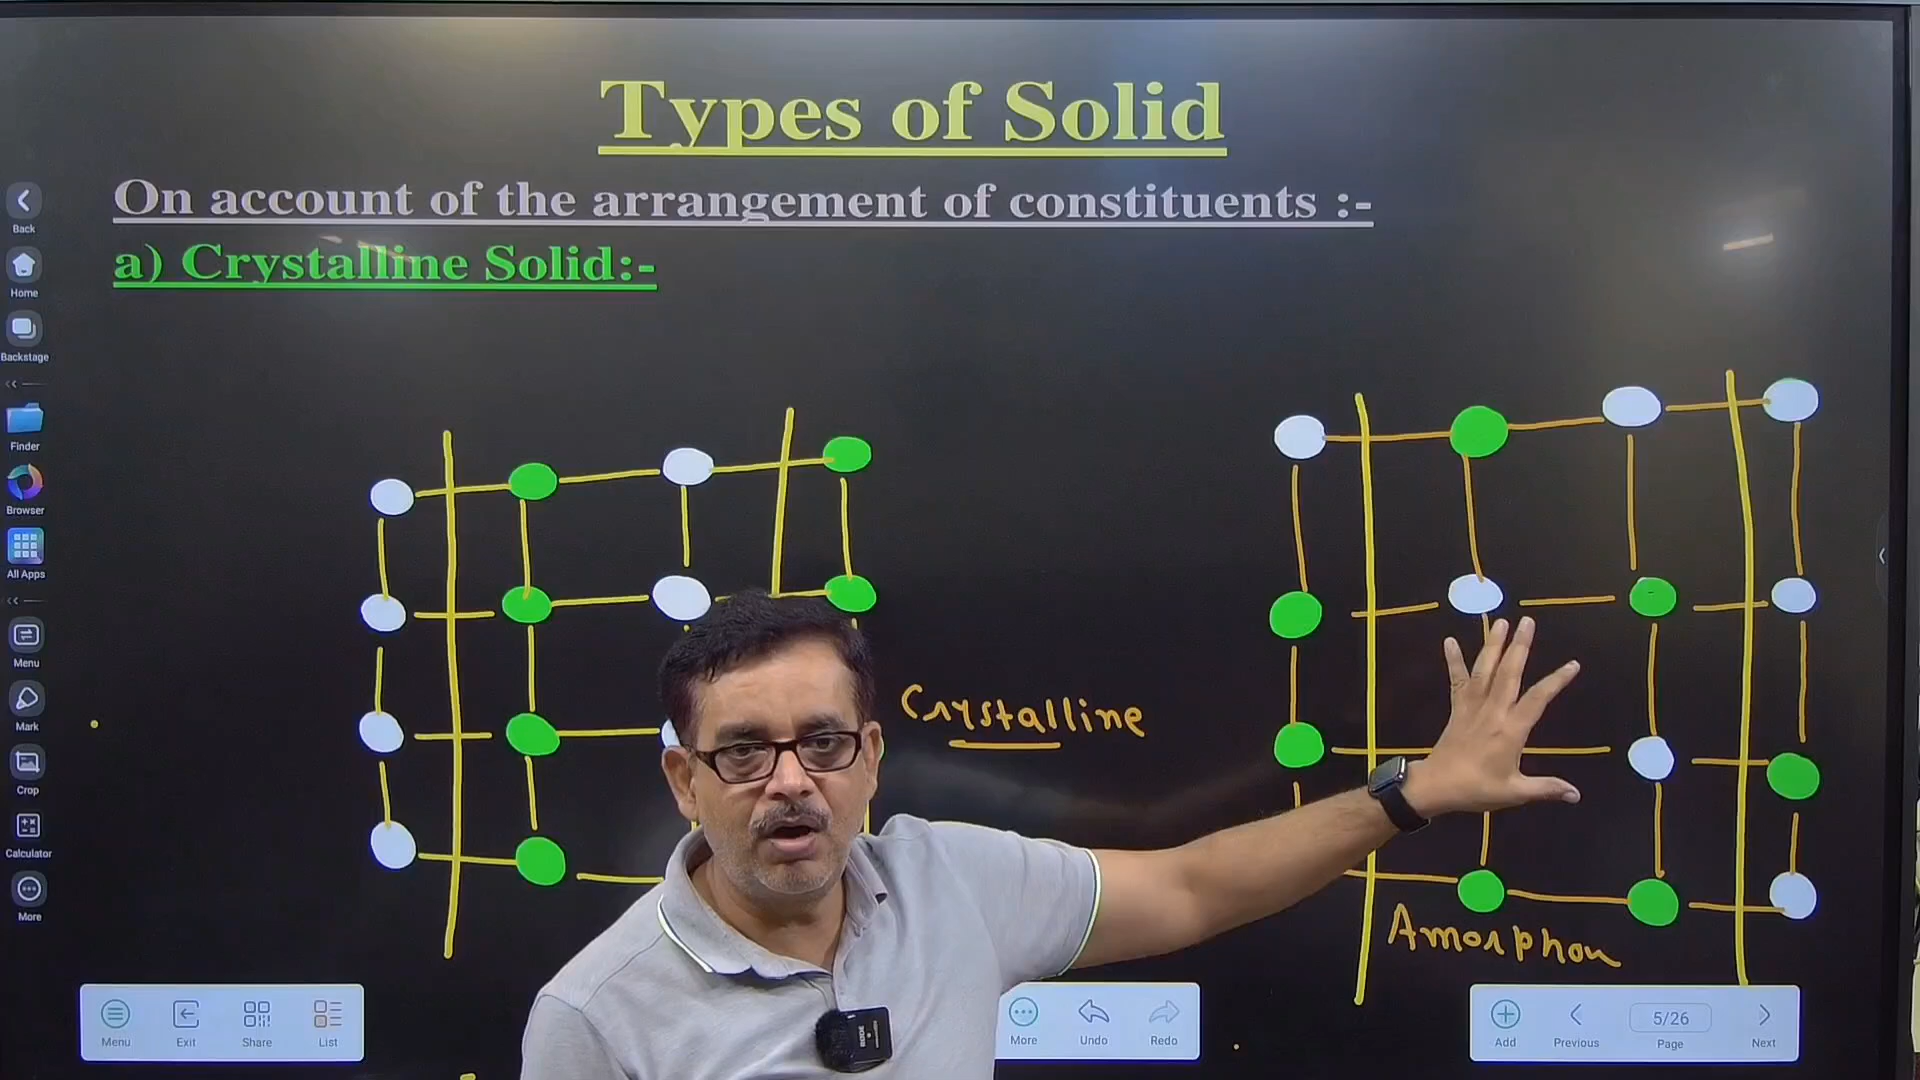 Types of Solid
On account of the arrangement of constituents :-
a) Crystalline Solid:-
Back
Home
Backstage
Finder
Browser
All Apps
Menu
Mark
Crop
Calculator
More
Crystalline
Amorphou
Menu
Exit
Share
List
More
Undo
Redo
Add
Previous
5/26
Page
Next
RODE